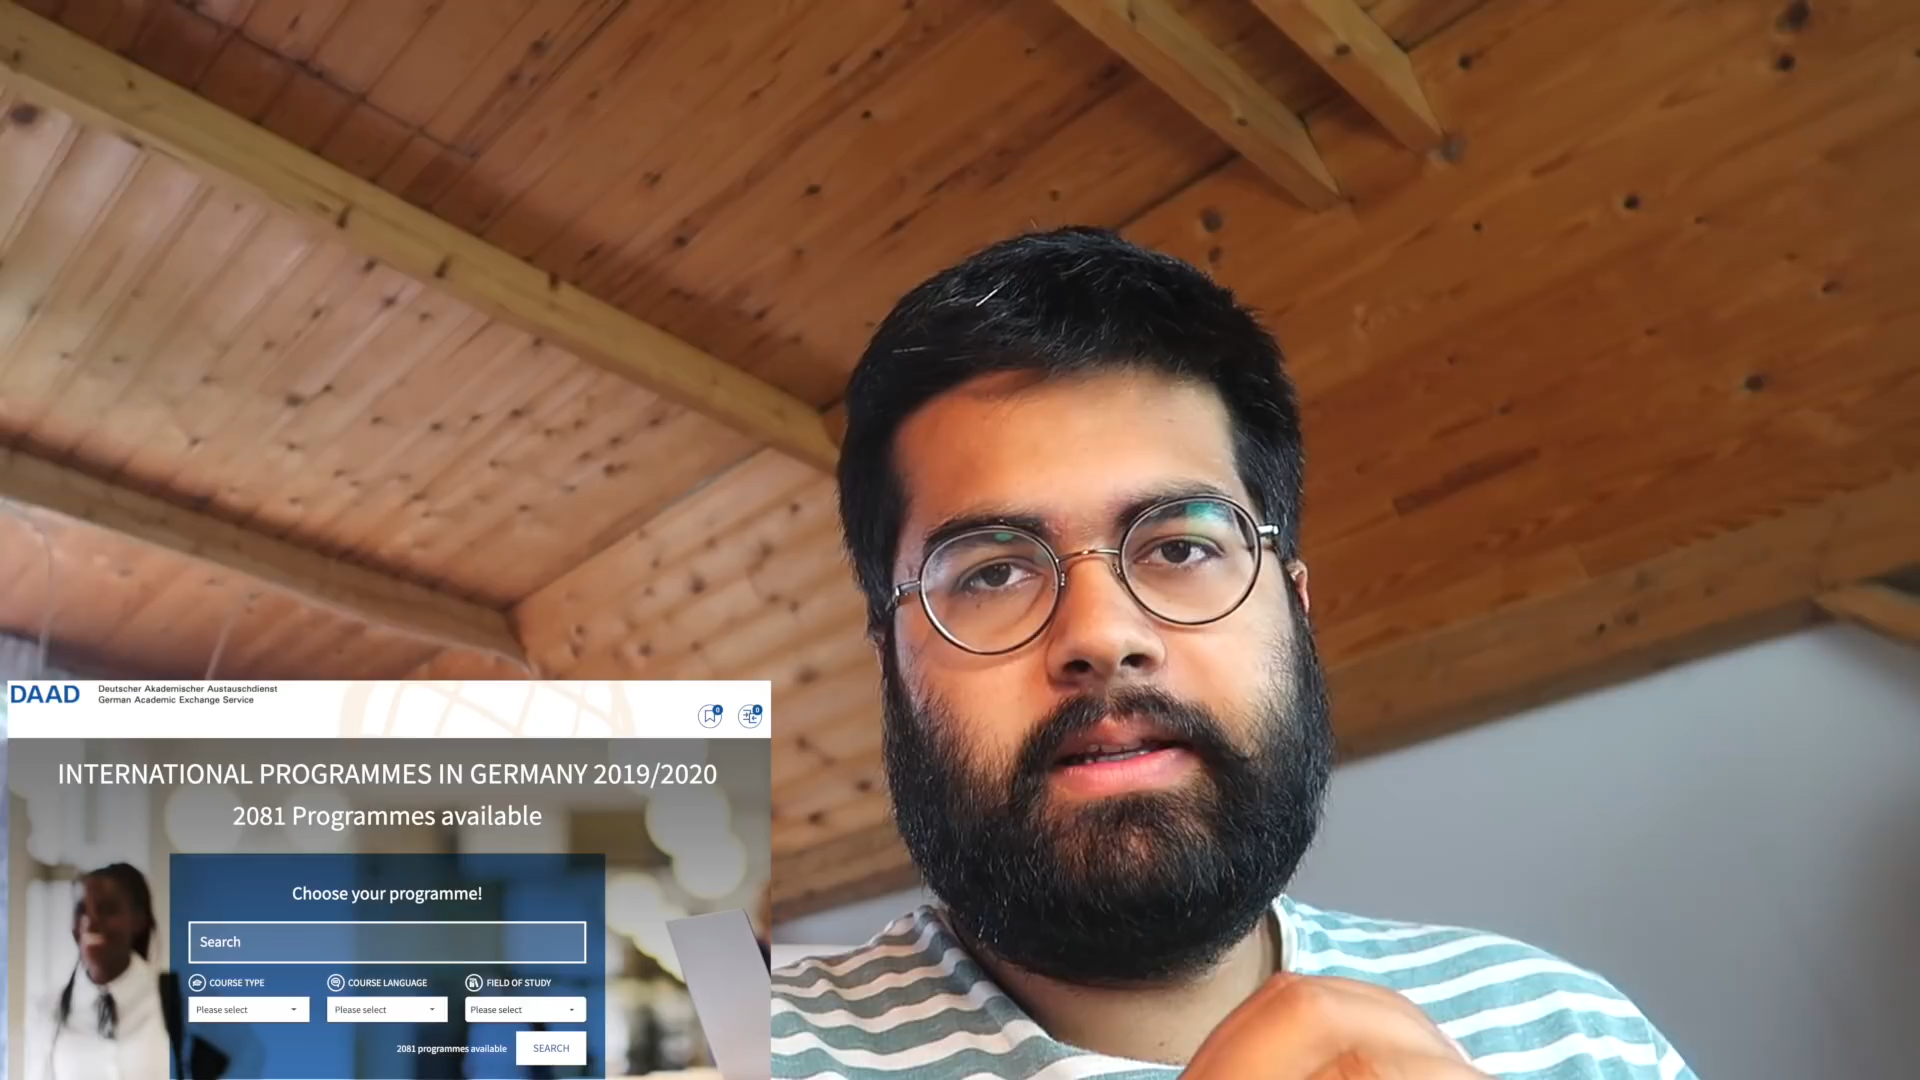 DAAD
Deutscher Akademischer Austauschdienst
German Academic Exchange Service
0
0
INTERNATIONAL PROGRAMMES IN GERMANY 2019/2020
2081 Programmes available
Choose your programme!
Search
COURSE TYPE
COURSE LANGUAGE
FIELD OF STUDY
Please select
Please select
Please select
2081 programmes available
SEARCH